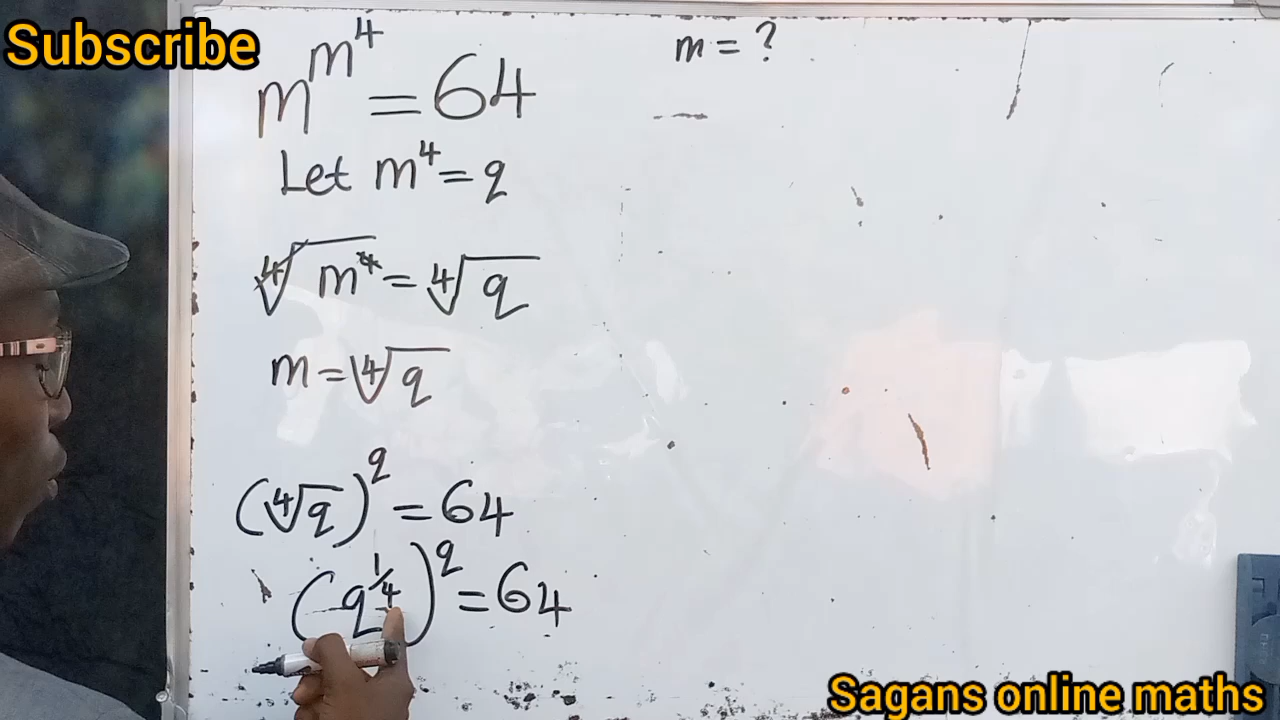 Subscribe
m^m^4 = 64
m = ?
Let m^4 = q
∜m^4 = ∜q
m = ∜q
(∜q)^q = 64
(q^1/4)^q = 64
Sagans online maths